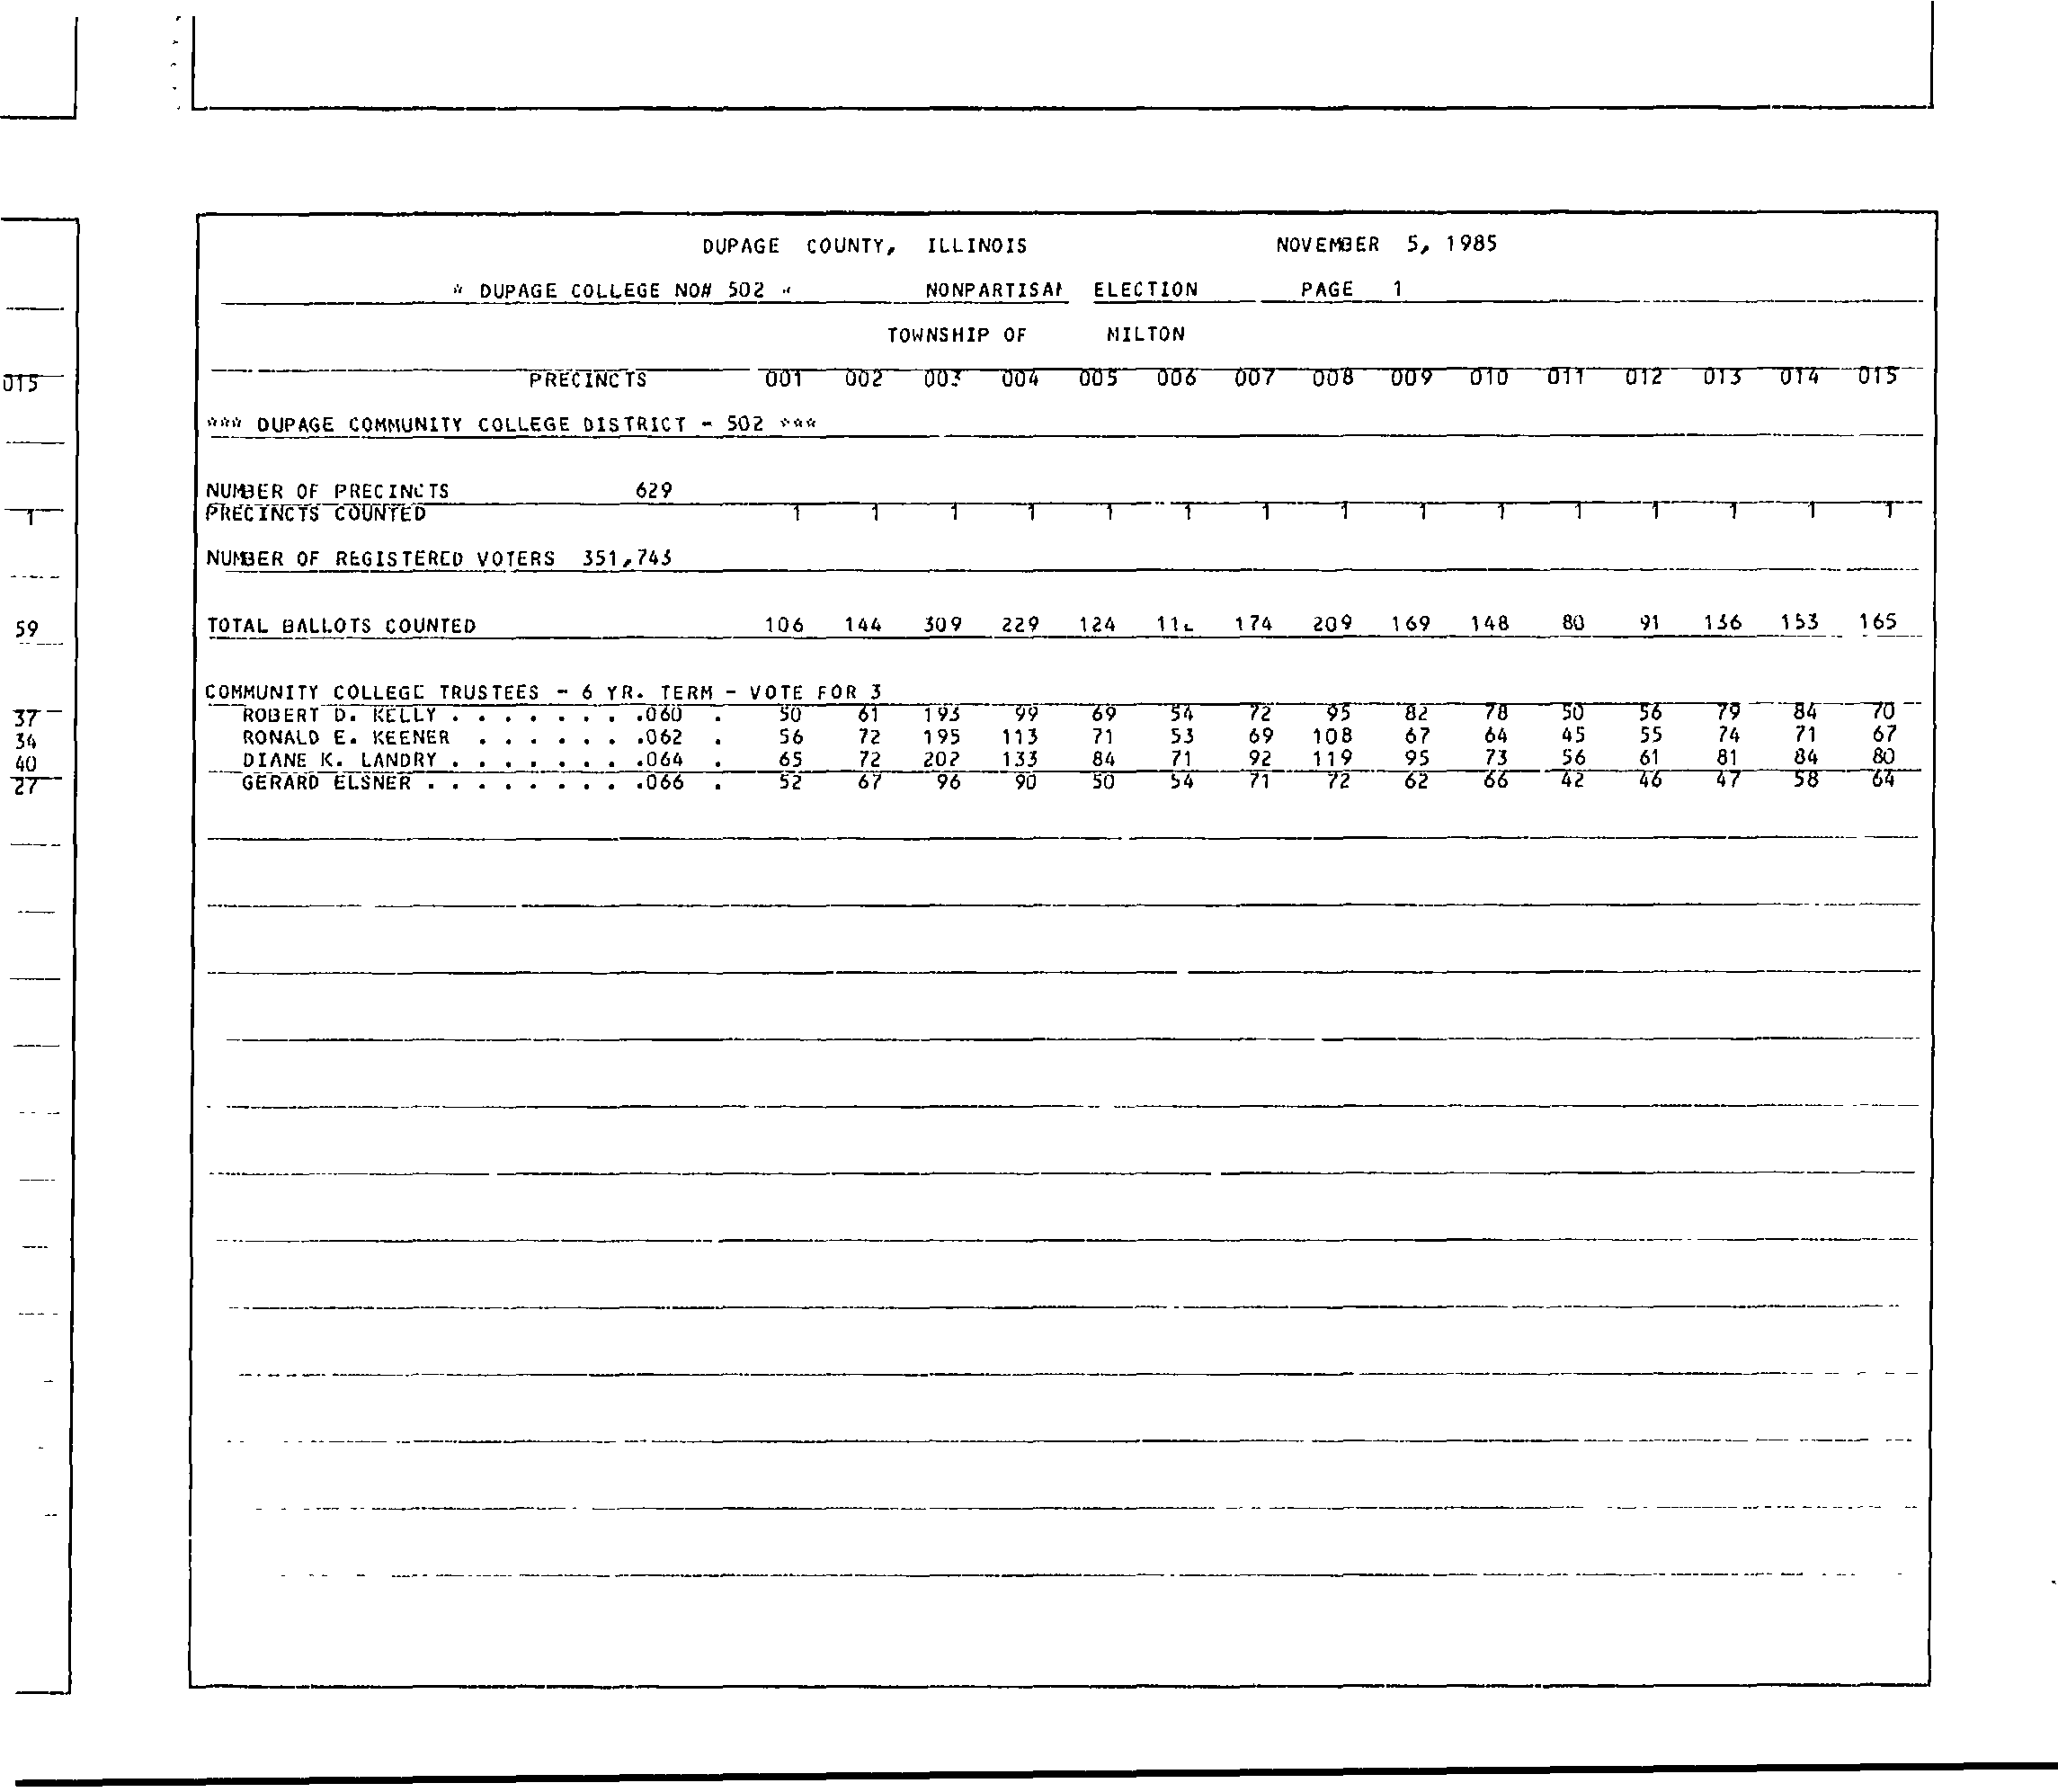 DUPAGE COUNTY, ILLINOIS NOVEMBER 5, 1985
* DUPAGE COLLEGE NO# 502 * NONPARTISAN ELECTION PAGE 1
TOWNSHIP OF MILTON
PRECINCTS 001 002 003 004 005 006 007 008 009 010 011 012 013 014 015
*** DUPAGE COMMUNITY COLLEGE DISTRICT - 502 ***
NUMBER OF PRECINCTS 629
PRECINCTS COUNTED 1 1 1 1 1 1 1 1 1 1 1 1 1 1 1
NUMBER OF REGISTERED VOTERS 351,743
TOTAL BALLOTS COUNTED 106 144 309 229 124 174 209 169 148 80 91 136 153 165
COMMUNITY COLLEGE TRUSTEES - 6 YR. TERM - VOTE FOR 3
ROBERT D. KELLY . . . . . . . .060 . 50 61 193 99 69 54 72 95 82 78 50 56 79 84 70
RONALD E. KEENER . . . . . . .062 . 56 72 195 113 71 53 69 108 67 64 45 55 74 71 67
DIANE K. LANDRY . . . . . . . .064 . 65 72 202 133 84 71 92 119 95 73 56 61 81 84 80
GERARD ELSNER . . . . . . . . .066 . 52 67 96 90 50 54 71 72 62 66 42 46 47 58 64
015
1
59
37
34
40
27